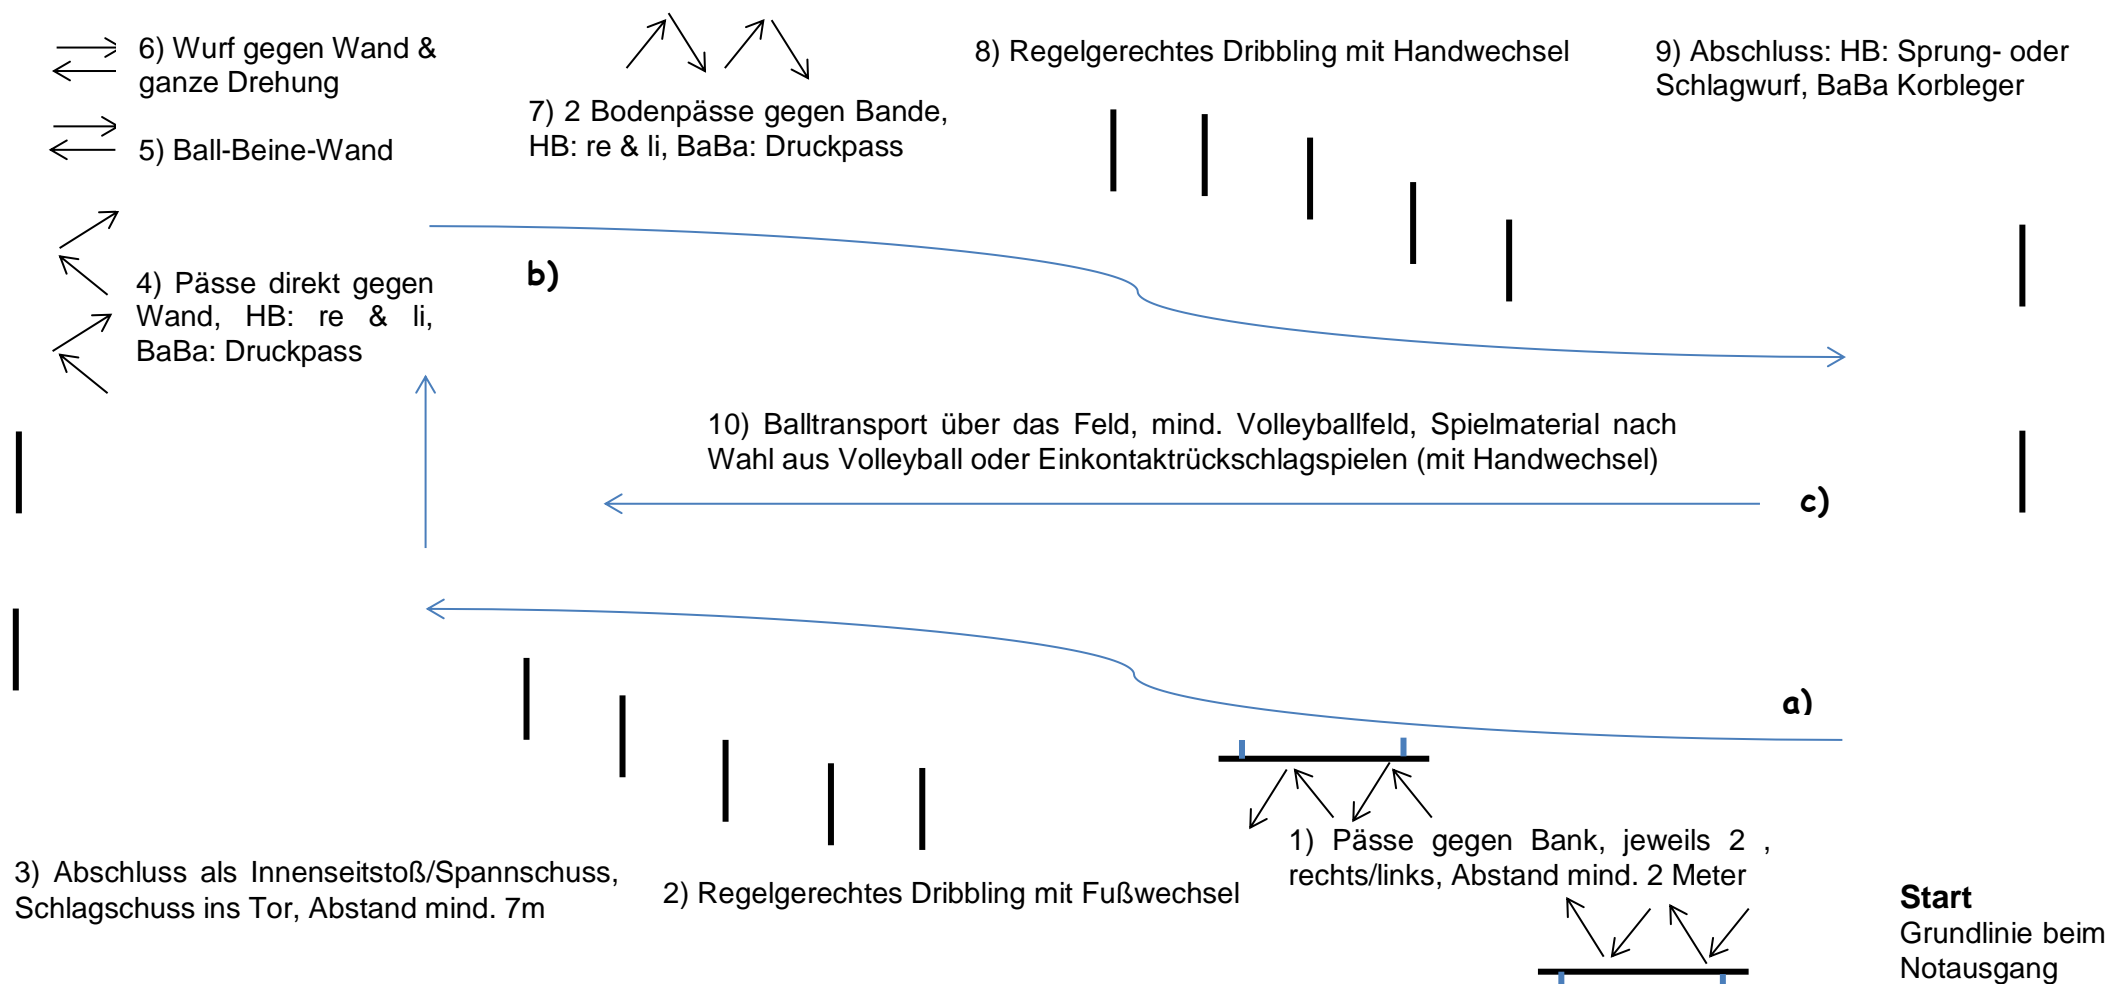 6) Wurf gegen Wand &
ganze Drehung
5) Ball-Beine-Wand
7) 2 Bodenpässe gegen Bande,
HB: re & li, BaBa: Druckpass
8) Regelgerechtes Dribbling mit Handwechsel
9) Abschluss: HB: Sprung- oder
Schlagwurf, BaBa Korbleger
4) Pässe direkt gegen
Wand, HB: re & li,
BaBa: Druckpass
b)
10) Balltransport über das Feld, mind. Volleyballfeld, Spielmaterial nach
Wahl aus Volleyball oder Einkontaktrückschlagspielen (mit Handwechsel)
c)
a)
3) Abschluss als Innenseitstoß/Spannschuss,
Schlagschuss ins Tor, Abstand mind. 7m
2) Regelgerechtes Dribbling mit Fußwechsel
1) Pässe gegen Bank, jeweils 2 ,
rechts/links, Abstand mind. 2 Meter
Start
Grundlinie beim
Notausgang